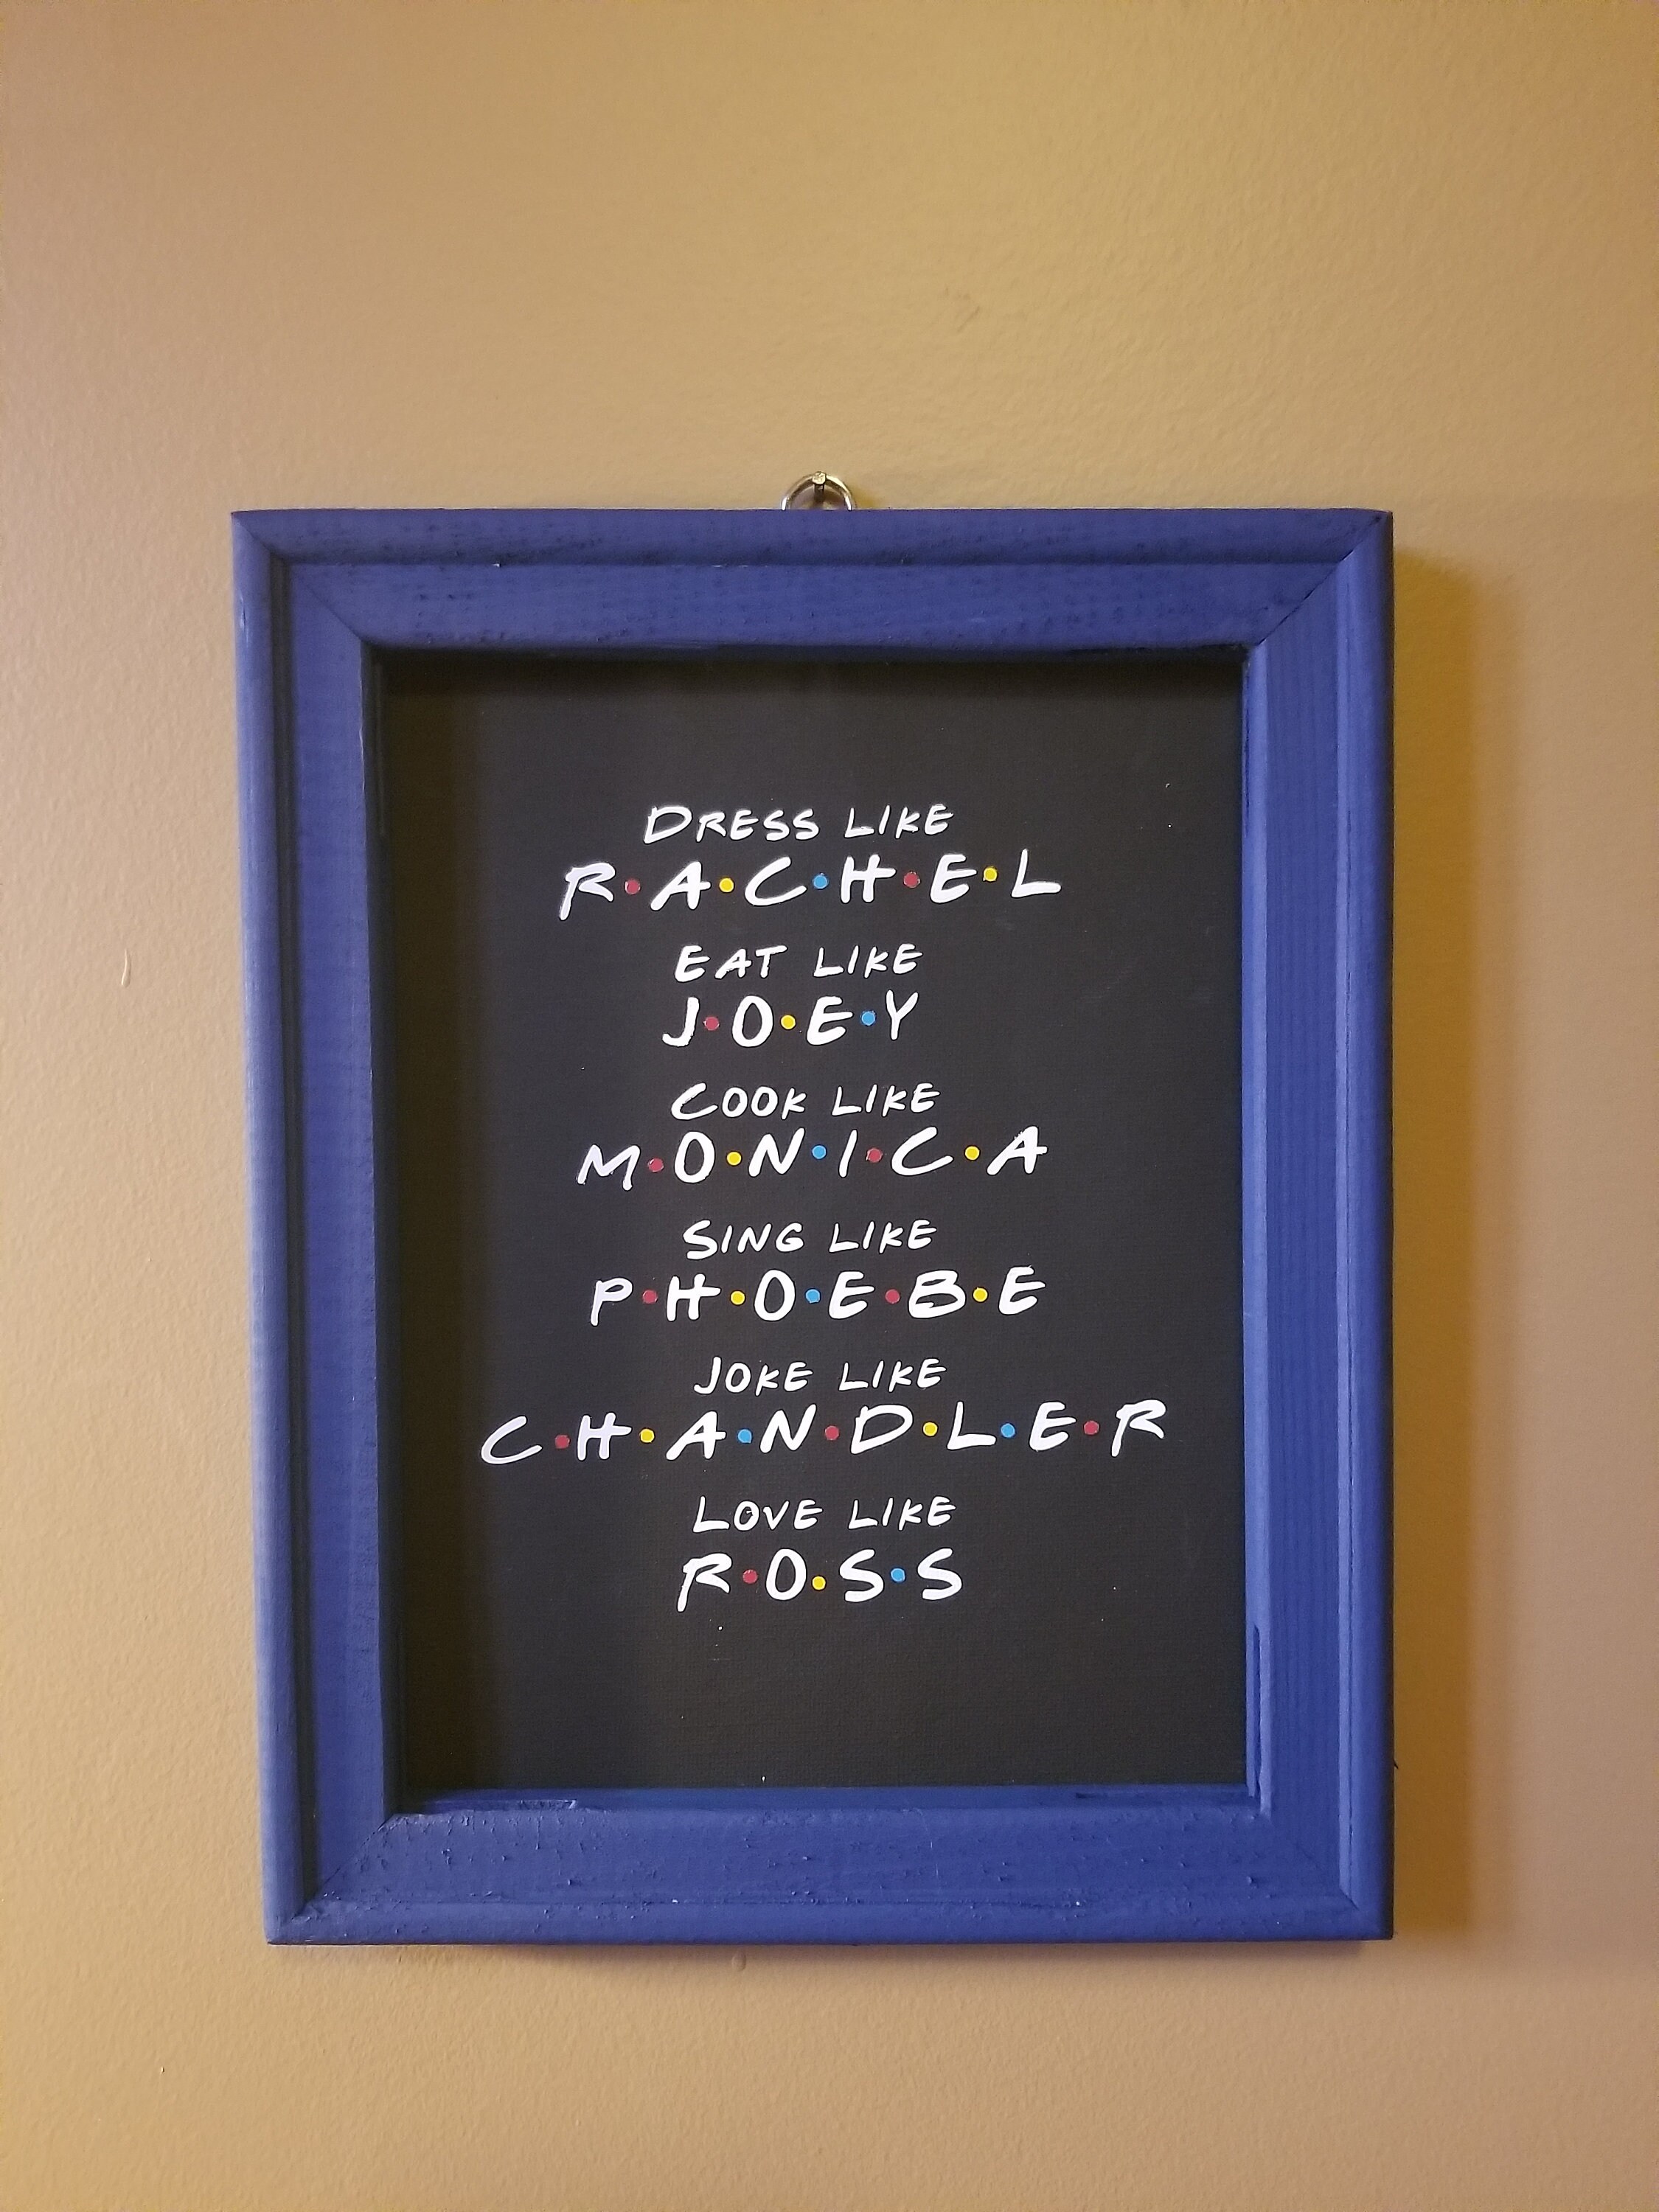 DRESS LIKE
R•A•C•H•E•L
EAT LIKE
J•O•E•Y
COOK LIKE
M•O•N•I•C•A
SING LIKE
P•H•O•E•B•E
JOKE LIKE
C•H•A•N•D•L•E•R
LOVE LIKE
R•O•S•S